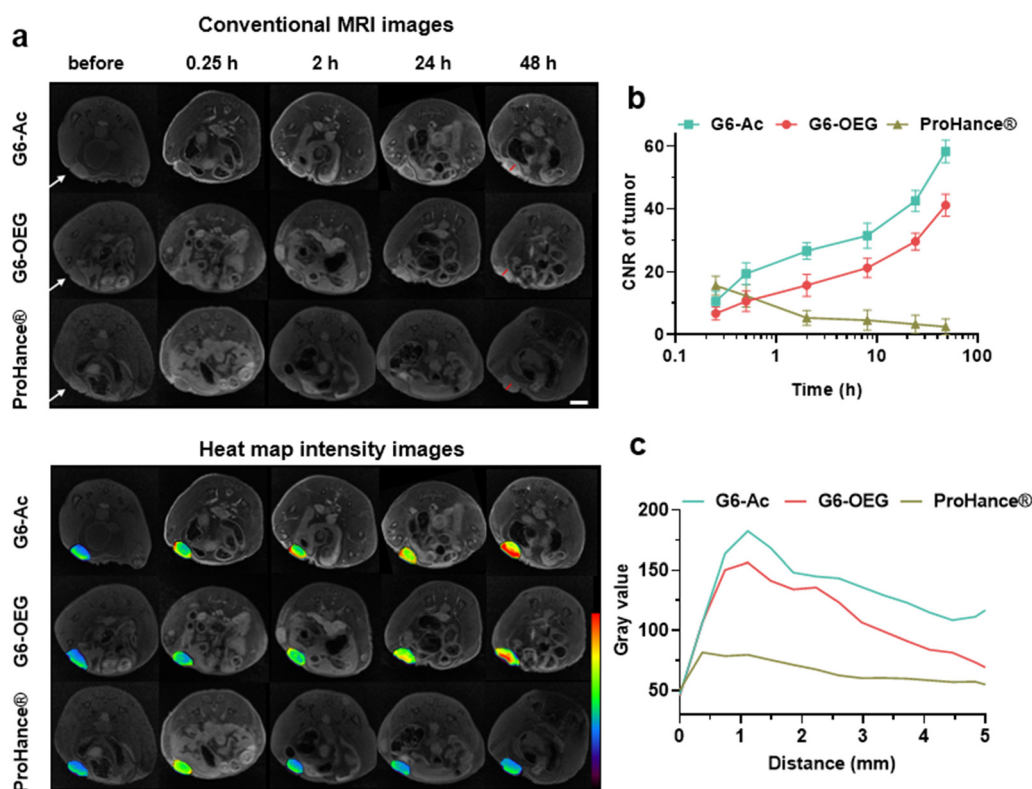 a
Conventional MRI images
before 0.25 h 2 h 24 h 48 h
G6-Ac
G6-OEG
ProHance®
Heat map intensity images
G6-Ac
G6-OEG
ProHance®
b
G6-Ac G6-OEG ProHance®
CNR of tumor
60
40
20
0
0.1 1 10 100
Time (h)
c
G6-Ac G6-OEG ProHance®
Gray value
200
150
100
50
0 1 2 3 4 5
Distance (mm)